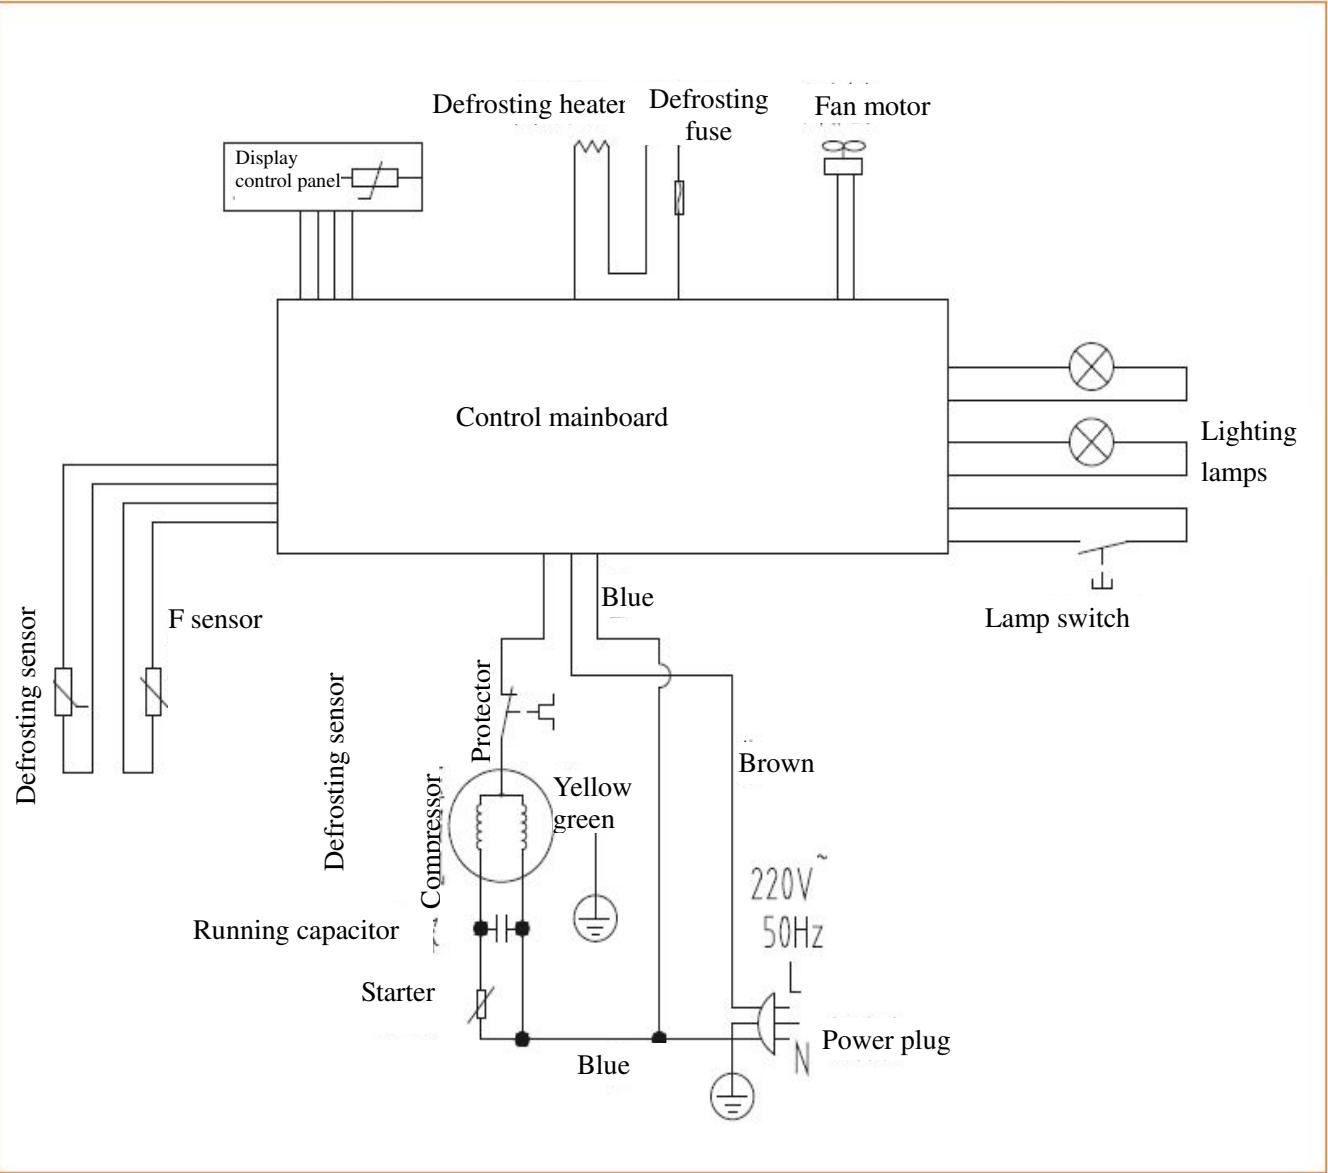 Defrosting heater
Defrosting
fuse
Fan motor
Display
control panel
Control mainboard
Lighting
lamps
Lamp switch
Blue
F sensor
Defrosting sensor
Defrosting sensor
Protector
Compressor
Yellow
green
Brown
220V~
50Hz
L
Running capacitor
Starter
Power plug
N
Blue